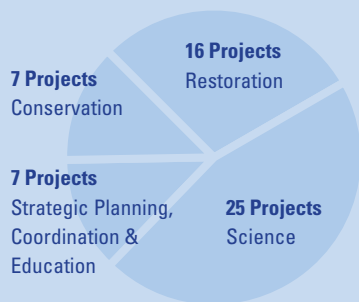 16 Projects
Restoration
7 Projects
Conservation
7 Projects
Strategic Planning,
Coordination &
Education
25 Projects
Science